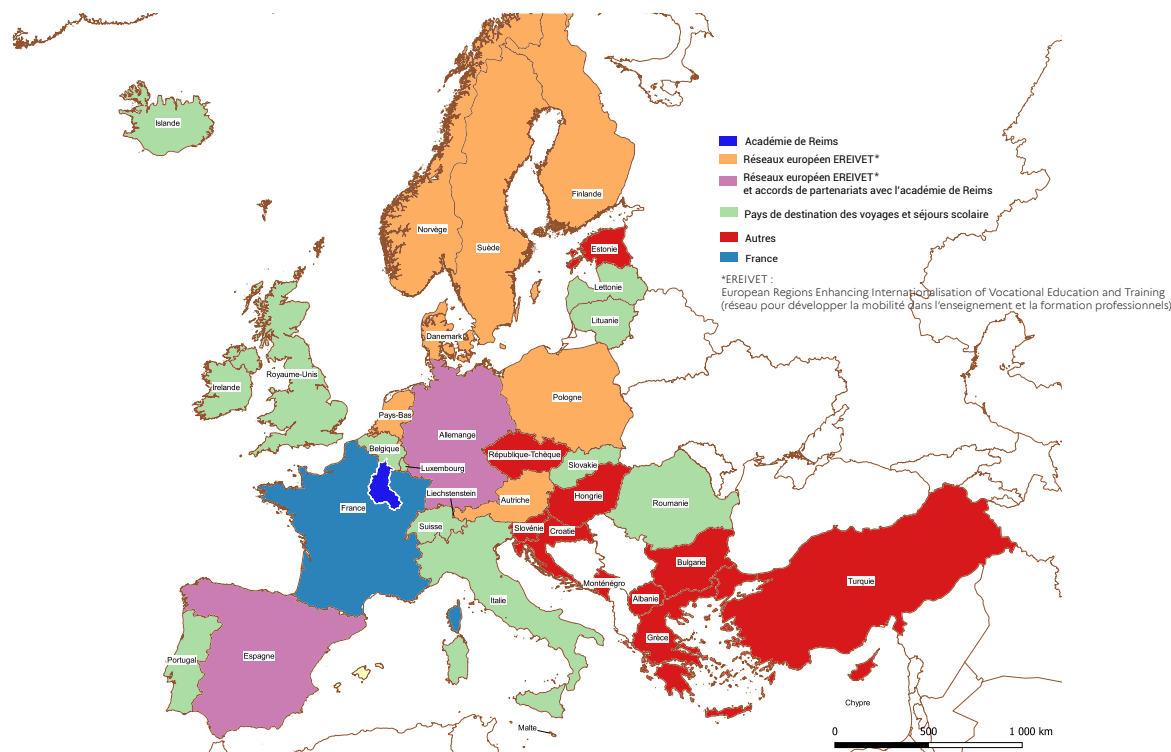 Islande
Académie de Reims
Réseaux européen EREIVET*
Réseaux européen EREIVET*
et accords de partenariats avec l'académie de Reims
Pays de destination des voyages et séjours scolaire
Autres
France
*EREIVET :
European Regions Enhancing Internationalisation of Vocational Education and Training
(réseau pour développer la mobilité dans l'enseignement et la formation professionnels)
Finlande
Norvège
Suède
Estonie
Lettonie
Lituanie
Danemark
Royaume-Unis
Irlande
Pologne
Pays-Bas
Allemange
Belgique
République-Tchèque
Luxembourg
Slovakie
Liechstenstein
Hongrie
Autriche
Roumanie
France
Suisse
Slovénie
Croatie
Bulgarie
Turquie
Monténégro
Albanie
Italie
Grèce
Espagne
Portugal
Chypre
Malte
0 500 1 000 km